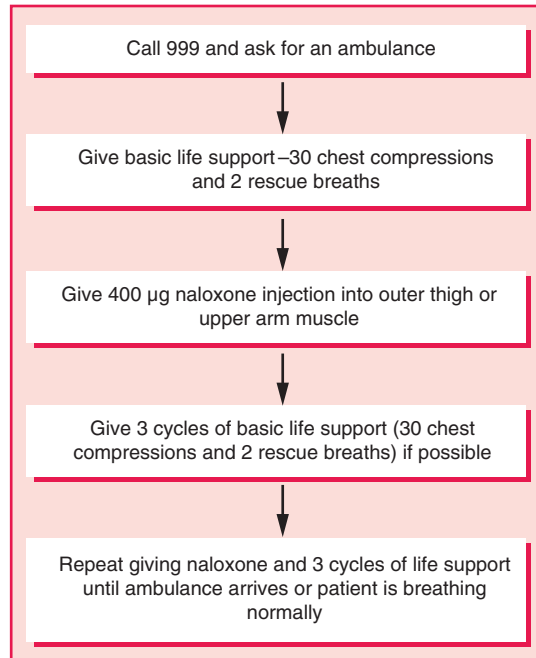 Call 999 and ask for an ambulance
Give basic life support–30 chest compressions
and 2 rescue breaths
Give 400 µg naloxone injection into outer thigh or
upper arm muscle
Give 3 cycles of basic life support (30 chest
compressions and 2 rescue breaths) if possible
Repeat giving naloxone and 3 cycles of life support
until ambulance arrives or patient is breathing
normally